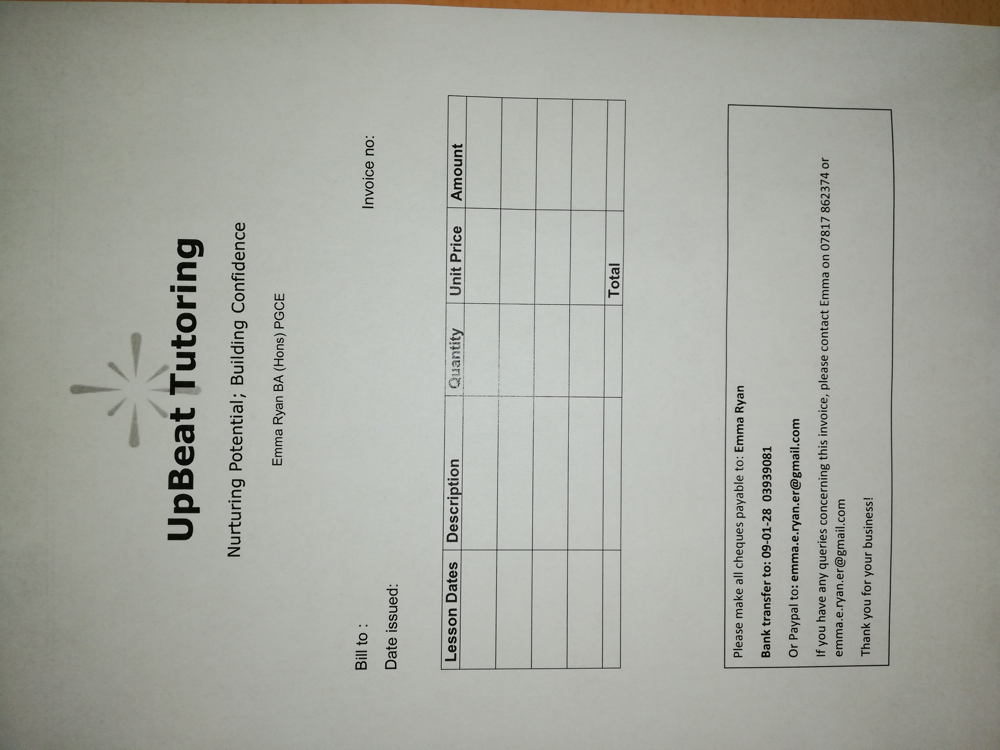 UpBeat Tutoring
Nurturing Potential; Building Confidence
Emma Ryan BA (Hons) PGCE
Bill to : Invoice no:
Date issued:
Lesson Dates Description Quantity Unit Price Amount
Total
Please make all cheques payable to: Emma Ryan
Bank transfer to: 09-01-28 03939081
Or Paypal to: emma.e.ryan.er@gmail.com
If you have any queries concerning this invoice, please contact Emma on 07817 862374 or
emma.e.ryan.er@gmail.com
Thank you for your business!